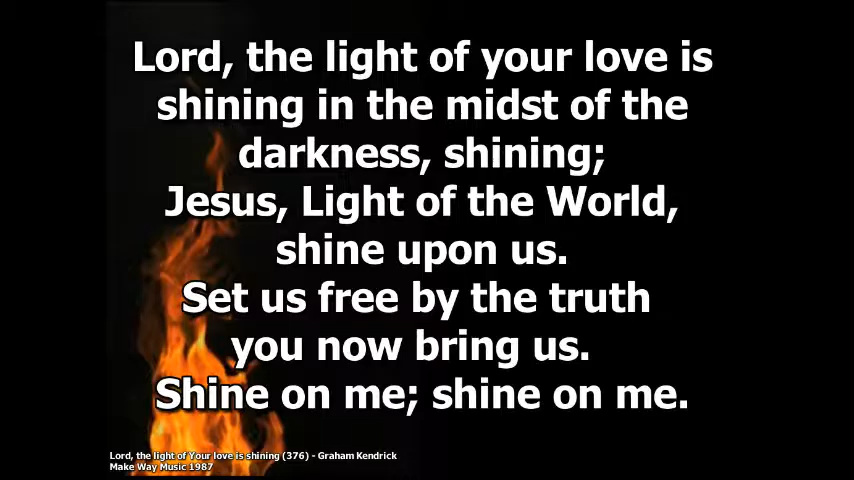 Lord, the light of your love is
shining in the midst of the
darkness, shining;
Jesus, Light of the World,
shine upon us.
Set us free by the truth
you now bring us.
Shine on me; shine on me.
Lord, the light of Your love is shining (376) - Graham Kendrick
Make Way Music 1987